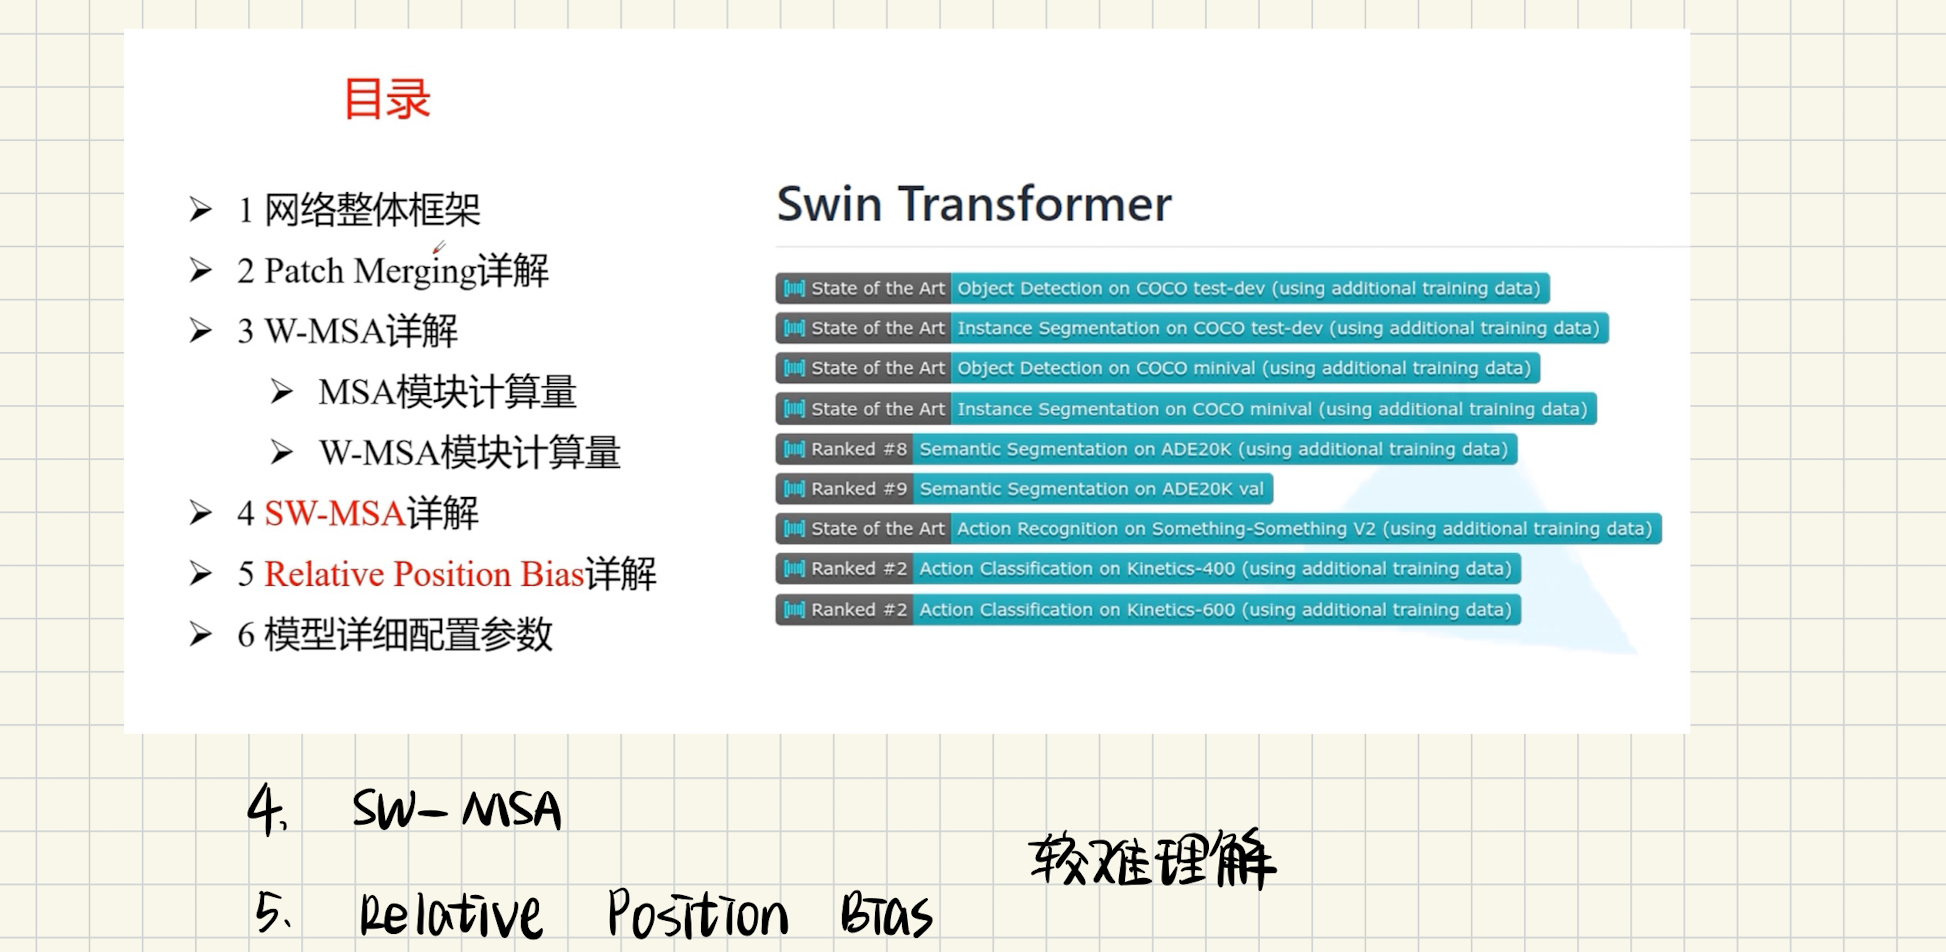 目录
1 网络整体框架
2 Patch Merging详解
3 W-MSA详解
MSA模块计算量
W-MSA模块计算量
4 SW-MSA详解
5 Relative Position Bias详解
6 模型详细配置参数
Swin Transformer
State of the Art Object Detection on COCO test-dev (using additional training data)
State of the Art Instance Segmentation on COCO test-dev (using additional training data)
State of the Art Object Detection on COCO minival (using additional training data)
State of the Art Instance Segmentation on COCO minival (using additional training data)
Ranked #8 Semantic Segmentation on ADE20K (using additional training data)
Ranked #9 Semantic Segmentation on ADE20K val
State of the Art Action Recognition on Something-Something V2 (using additional training data)
Ranked #2 Action Classification on Kinetics-400 (using additional training data)
Ranked #2 Action Classification on Kinetics-600 (using additional training data)
4. SW-MSA
较难理解
5. Relative Position Bias